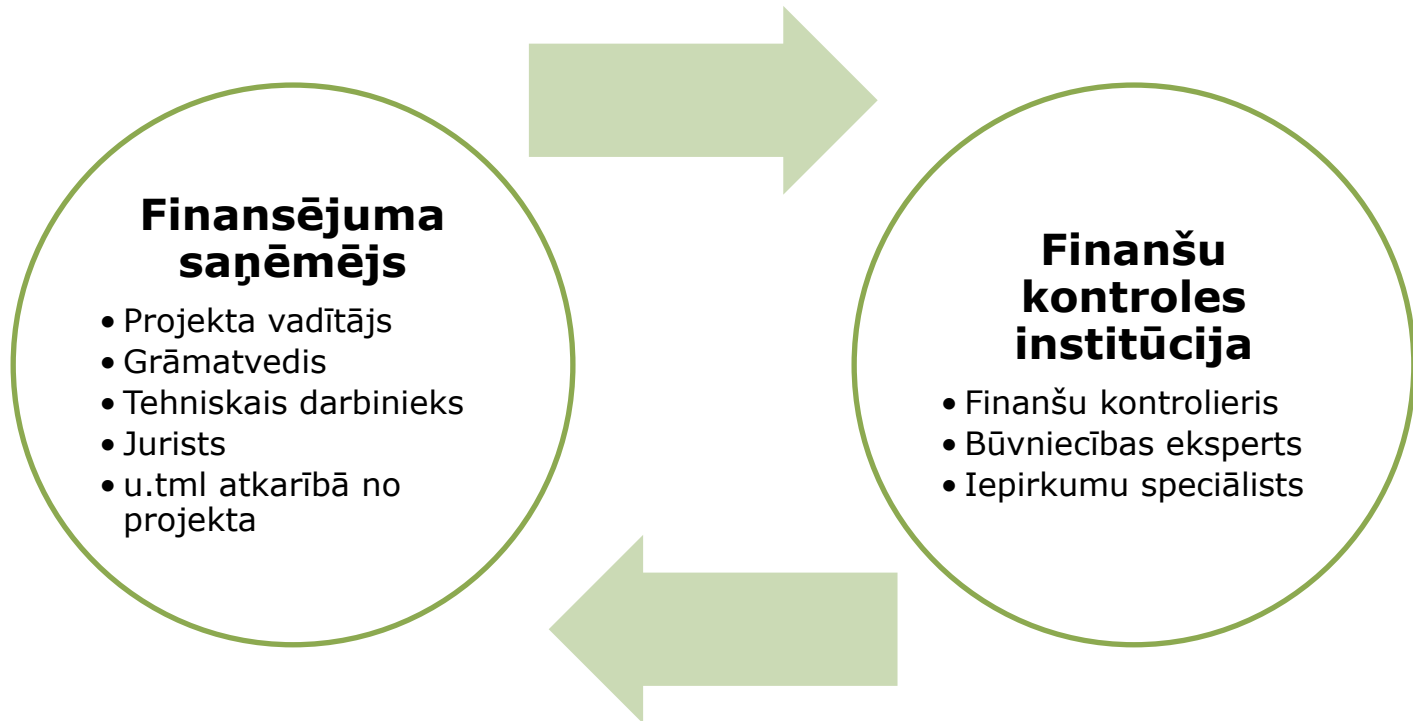 Finansējuma
saņēmējs
• Projekta vadītājs
• Grāmatvedis
• Tehniskais darbinieks
• Jurists
• u.tml atkarībā no
projekta
Finanšu
kontroles
institūcija
• Finanšu kontrolieris
• Būvniecības eksperts
• Iepirkumu speciālists